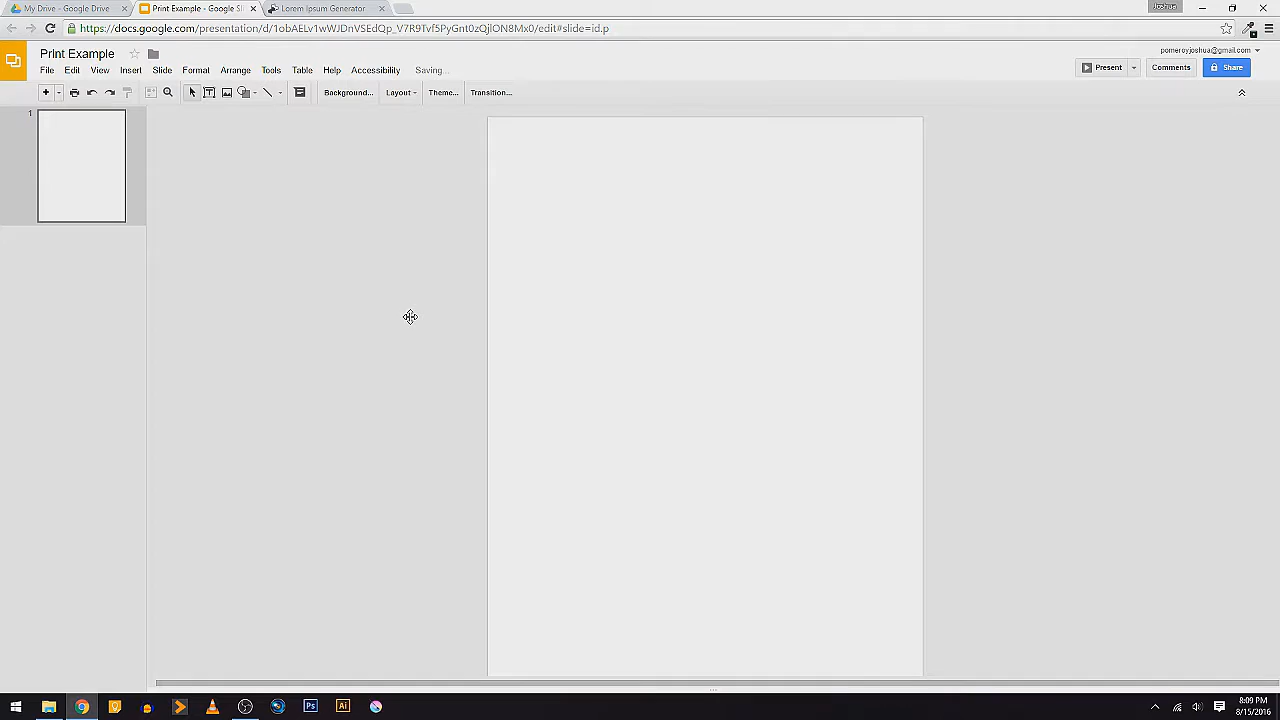 Joshua
My Drive - Google Drive
Print Example - Google Sl
Lorem Ipsum Generator
https://docs.google.com/presentation/d/1obAELv1wWJDnVSEdQp_V7R9Tvf5PyGnt0zQjlON8Mx0/edit#slide=id.p
Print Example
pomeroyjoshua@gmail.com
File Edit View Insert Slide Format Arrange Tools Table Help Accessibility Saving...
Present Comments Share
Background... Layout Theme... Transition...
1
Ps Ai
8:09 PM
8/15/2016